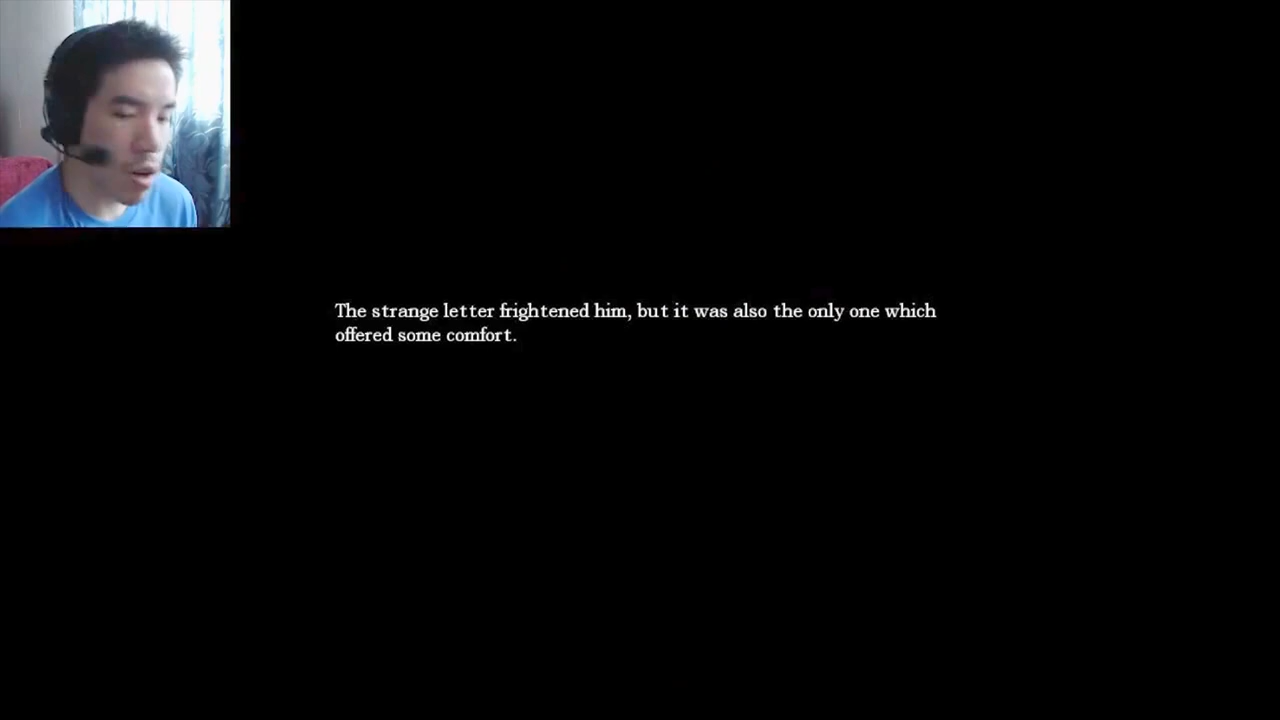 The strange letter frightened him, but it was also the only one which
offered some comfort.